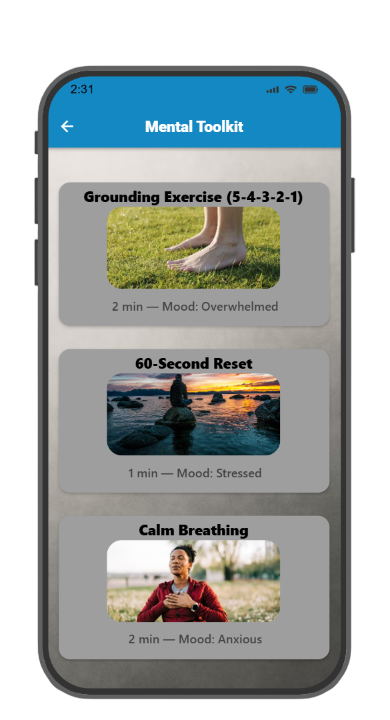 2:31
Mental Toolkit
Grounding Exercise (5-4-3-2-1)
2 min — Mood: Overwhelmed
60-Second Reset
1 min — Mood: Stressed
Calm Breathing
2 min — Mood: Anxious